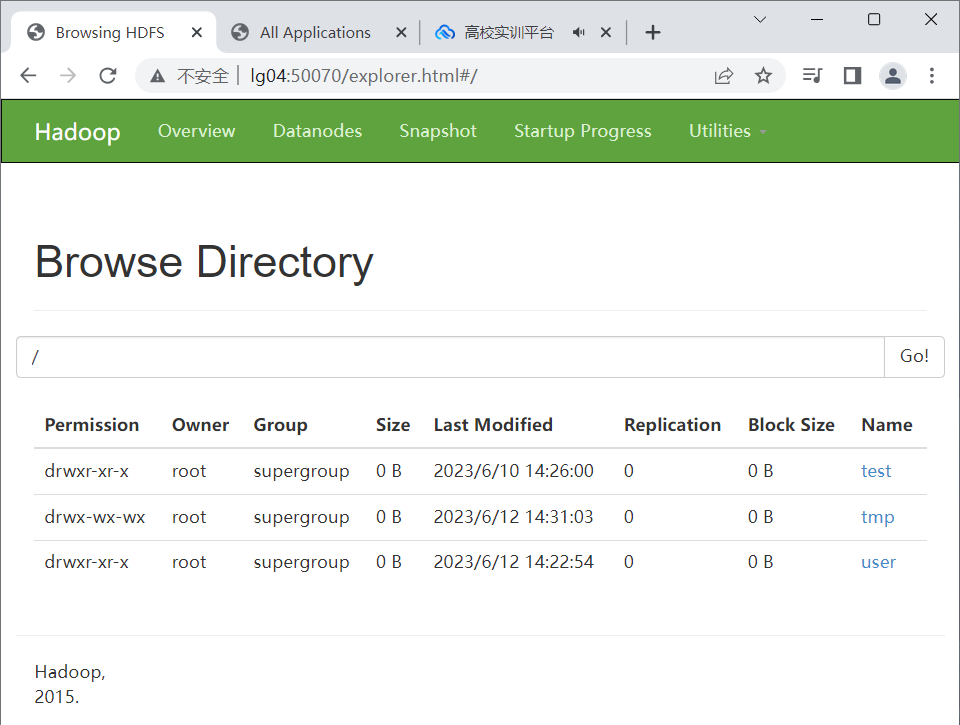 Browsing HDFS All Applications 高校实训平台
不安全 lg04:50070/explorer.html#/
Hadoop Overview Datanodes Snapshot Startup Progress Utilities
Browse Directory
/ Go!
Permission Owner Group Size Last Modified Replication Block Size Name
drwxr-xr-x root supergroup 0 B 2023/6/10 14:26:00 0 0 B test
drwx-wx-wx root supergroup 0 B 2023/6/12 14:31:03 0 0 B tmp
drwxr-xr-x root supergroup 0 B 2023/6/12 14:22:54 0 0 B user
Hadoop,
2015.